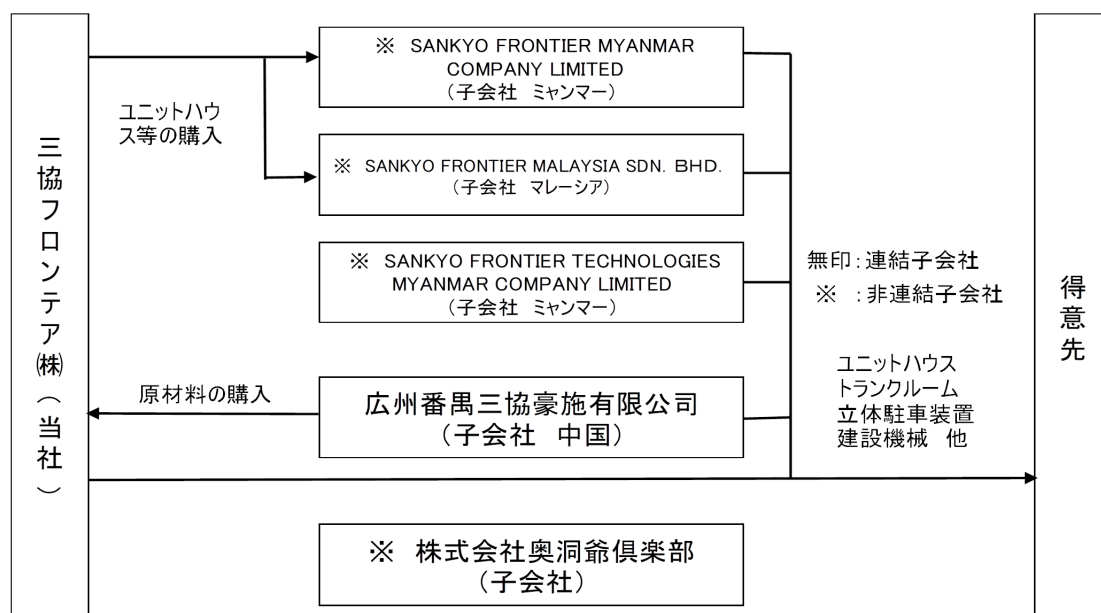 三協フロンテア㈱（当社）
ユニットハウ
ス等の購入
※ SANKYO FRONTIER MYANMAR
COMPANY LIMITED
（子会社 ミャンマー）
※ SANKYO FRONTIER MALAYSIA SDN. BHD.
（子会社 マレーシア）
※ SANKYO FRONTIER TECHNOLOGIES
MYANMAR COMPANY LIMITED
（子会社 ミャンマー）
原材料の購入
広州番禺三協豪施有限公司
（子会社 中国）
※ 株式会社奥洞爺倶楽部
（子会社）
無印：連結子会社
※ ：非連結子会社
ユニットハウス
トランクルーム
立体駐車装置
建設機械 他
得意先